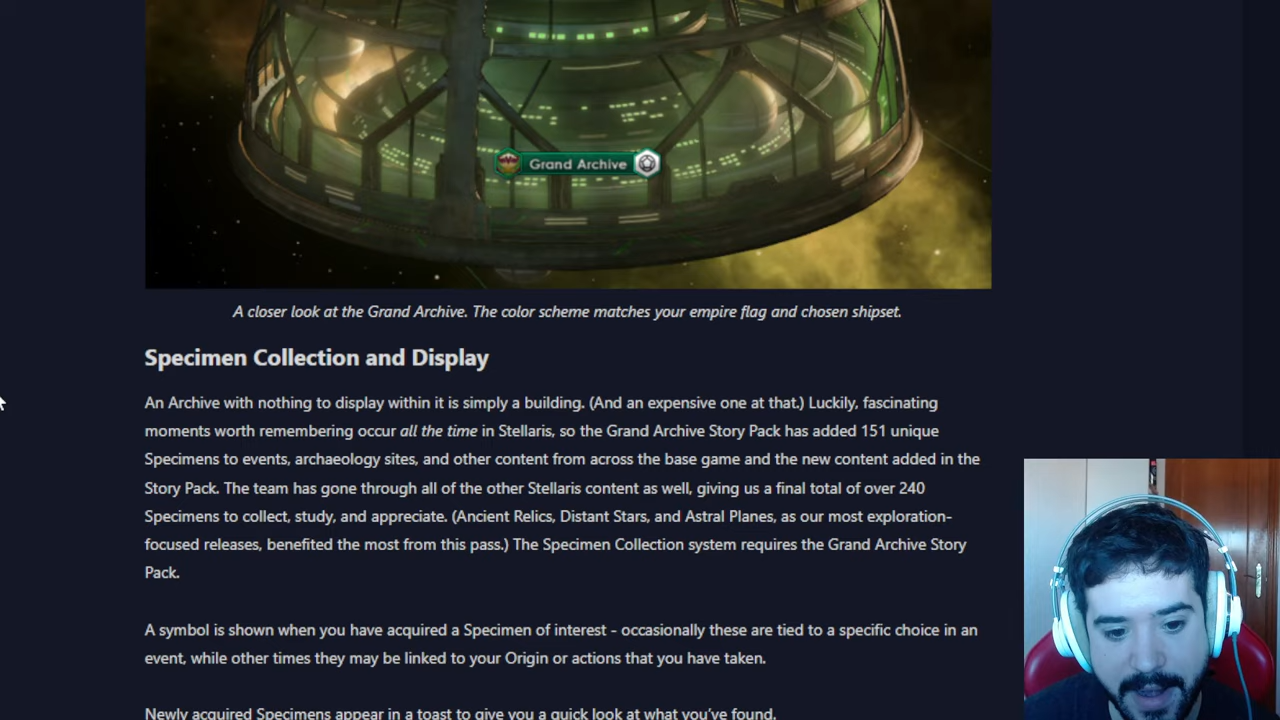 Grand Archive
A closer look at the Grand Archive. The color scheme matches your empire flag and chosen shipset.
Specimen Collection and Display
An Archive with nothing to display within it is simply a building. (And an expensive one at that.) Luckily, fascinating
moments worth remembering occur all the time in Stellaris, so the Grand Archive Story Pack has added 151 unique
Specimens to events, archaeology sites, and other content from across the base game and the new content added in the
Story Pack. The team has gone through all of the other Stellaris content as well, giving us a final total of over 240
Specimens to collect, study, and appreciate. (Ancient Relics, Distant Stars, and Astral Planes, as our most exploration-
focused releases, benefited the most from this pass.) The Specimen Collection system requires the Grand Archive Story
Pack.
A symbol is shown when you have acquired a Specimen of interest - occasionally these are tied to a specific choice in an
event, while other times they may be linked to your Origin or actions that you have taken.
Newly acquired Specimens appear in a toast to give you a quick look at what you've found.